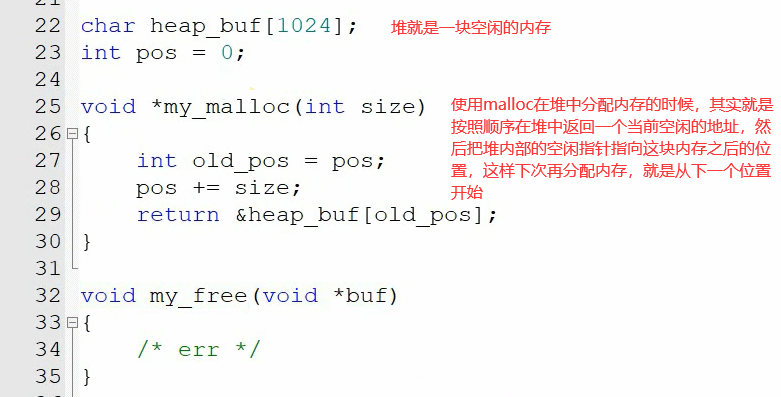 22 char heap_buf[1024]; 堆就是一块空闲的内存
23 int pos = 0;
24
25 void *my_malloc(int size) 使用malloc在堆中分配内存的时候，其实就是
按照顺序在堆中返回一个当前空闲的地址，然
后把堆内部的空闲指针指向这块内存之后的位
置，这样下次再分配内存，就是从下一个位置
开始
26 {
27     int old_pos = pos;
28     pos += size;
29     return &heap_buf[old_pos];
30 }
31
32 void my_free(void *buf)
33 {
34     /* err */
35 }